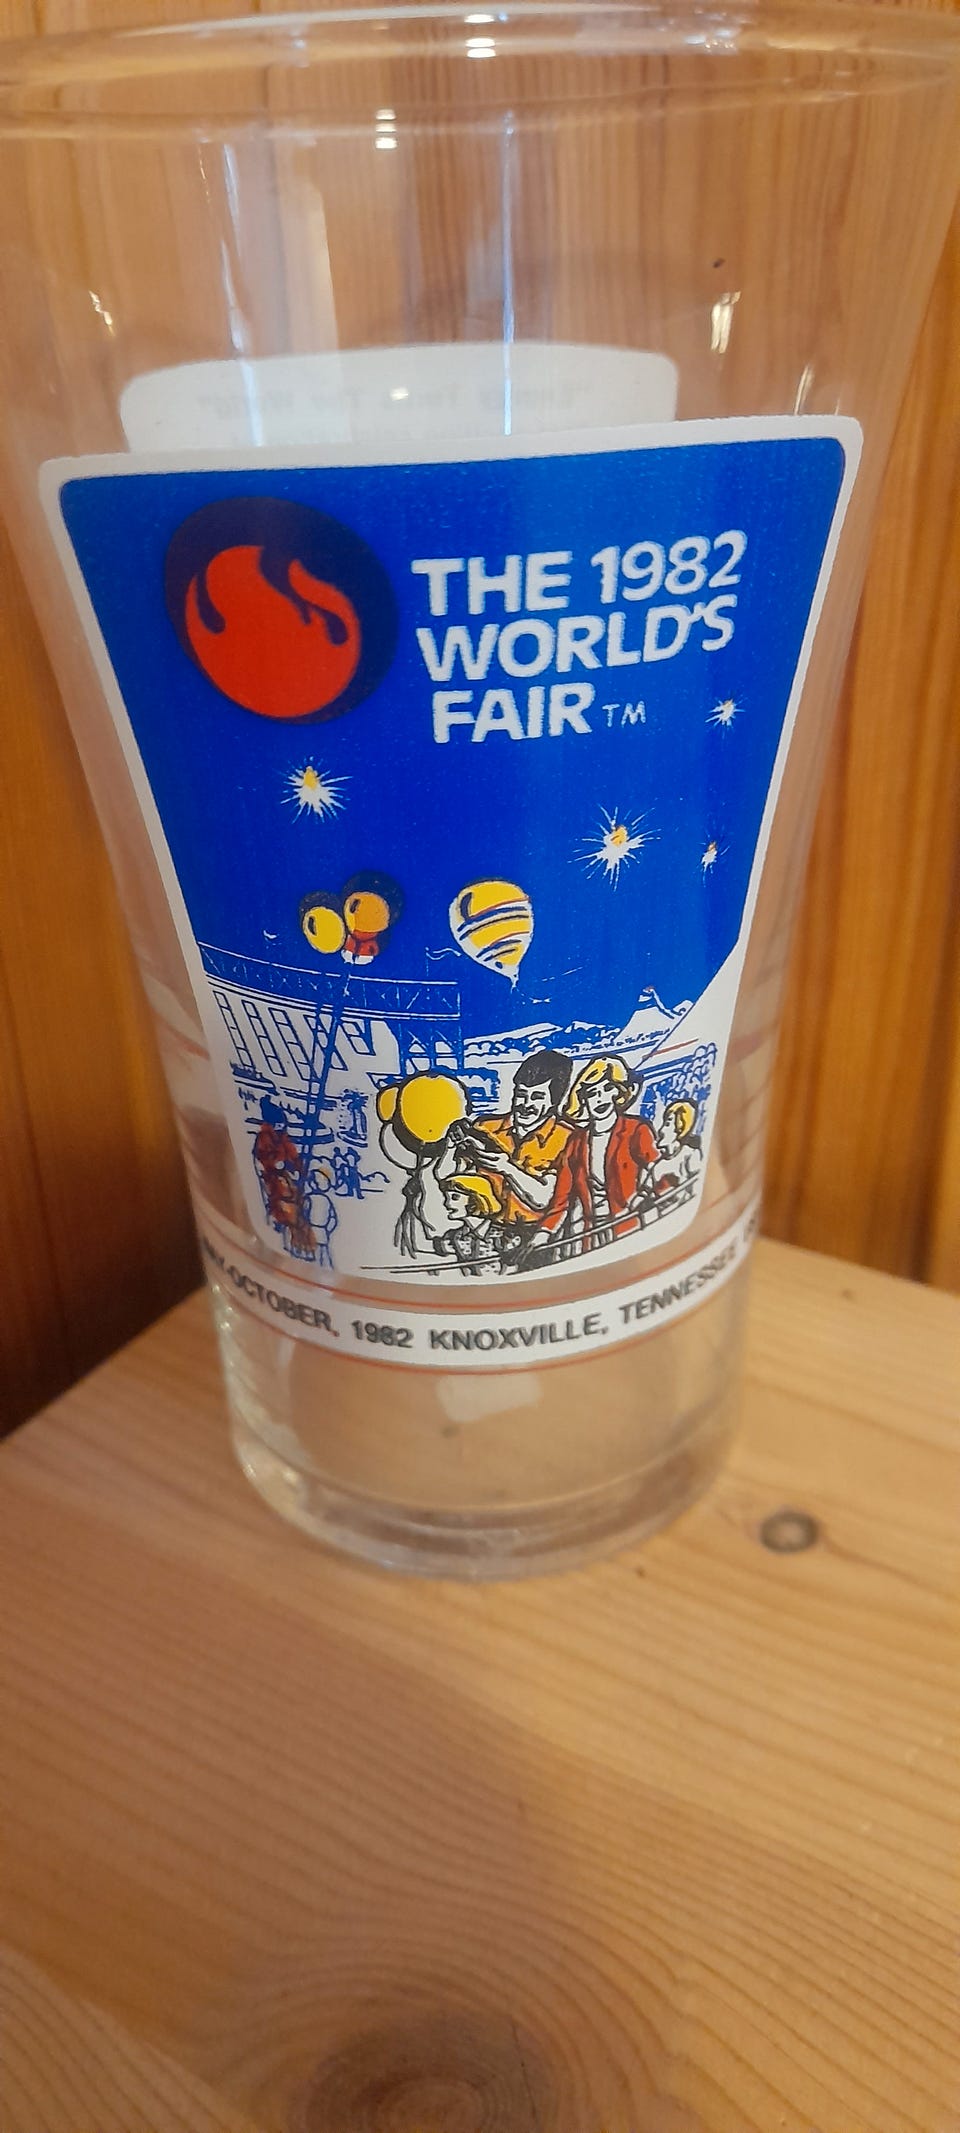 THE 1982
WORLD'S
FAIR TM
OCTOBER, 1982 KNOXVILLE, TENNESSEE